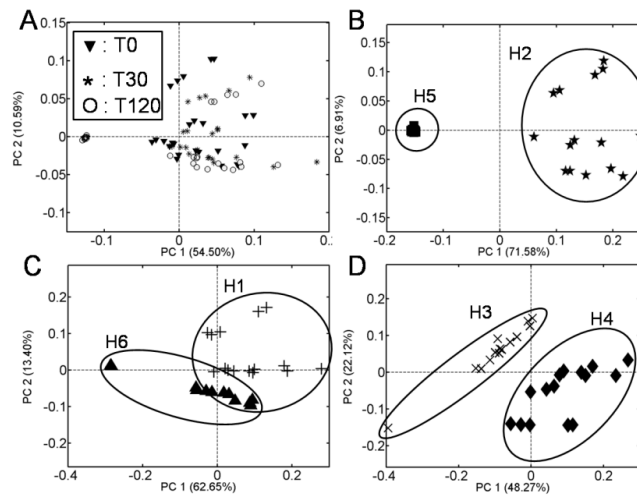 A
▼ : T0
* : T30
○ : T120
0.15
0.1
0.05
0
-0.05
-0.1
-0.1
0
0.1
PC 2 (10.59%)
PC 1 (54.50%)
B
H2
H5
0.15
0.1
0.05
0
-0.05
-0.1
-0.15
-0.2
-0.1
0
0.1
0.2
PC 2 (6.91%)
PC 1 (71.58%)
C
H1
H6
0.2
0.1
0
-0.1
-0.2
-0.4
-0.2
0
0.2
PC 2 (13.40%)
PC 1 (62.65%)
D
H3
H4
0.2
0.1
0
-0.1
-0.2
-0.4
-0.2
0
0.2
PC 2 (22.12%)
PC 1 (48.27%)